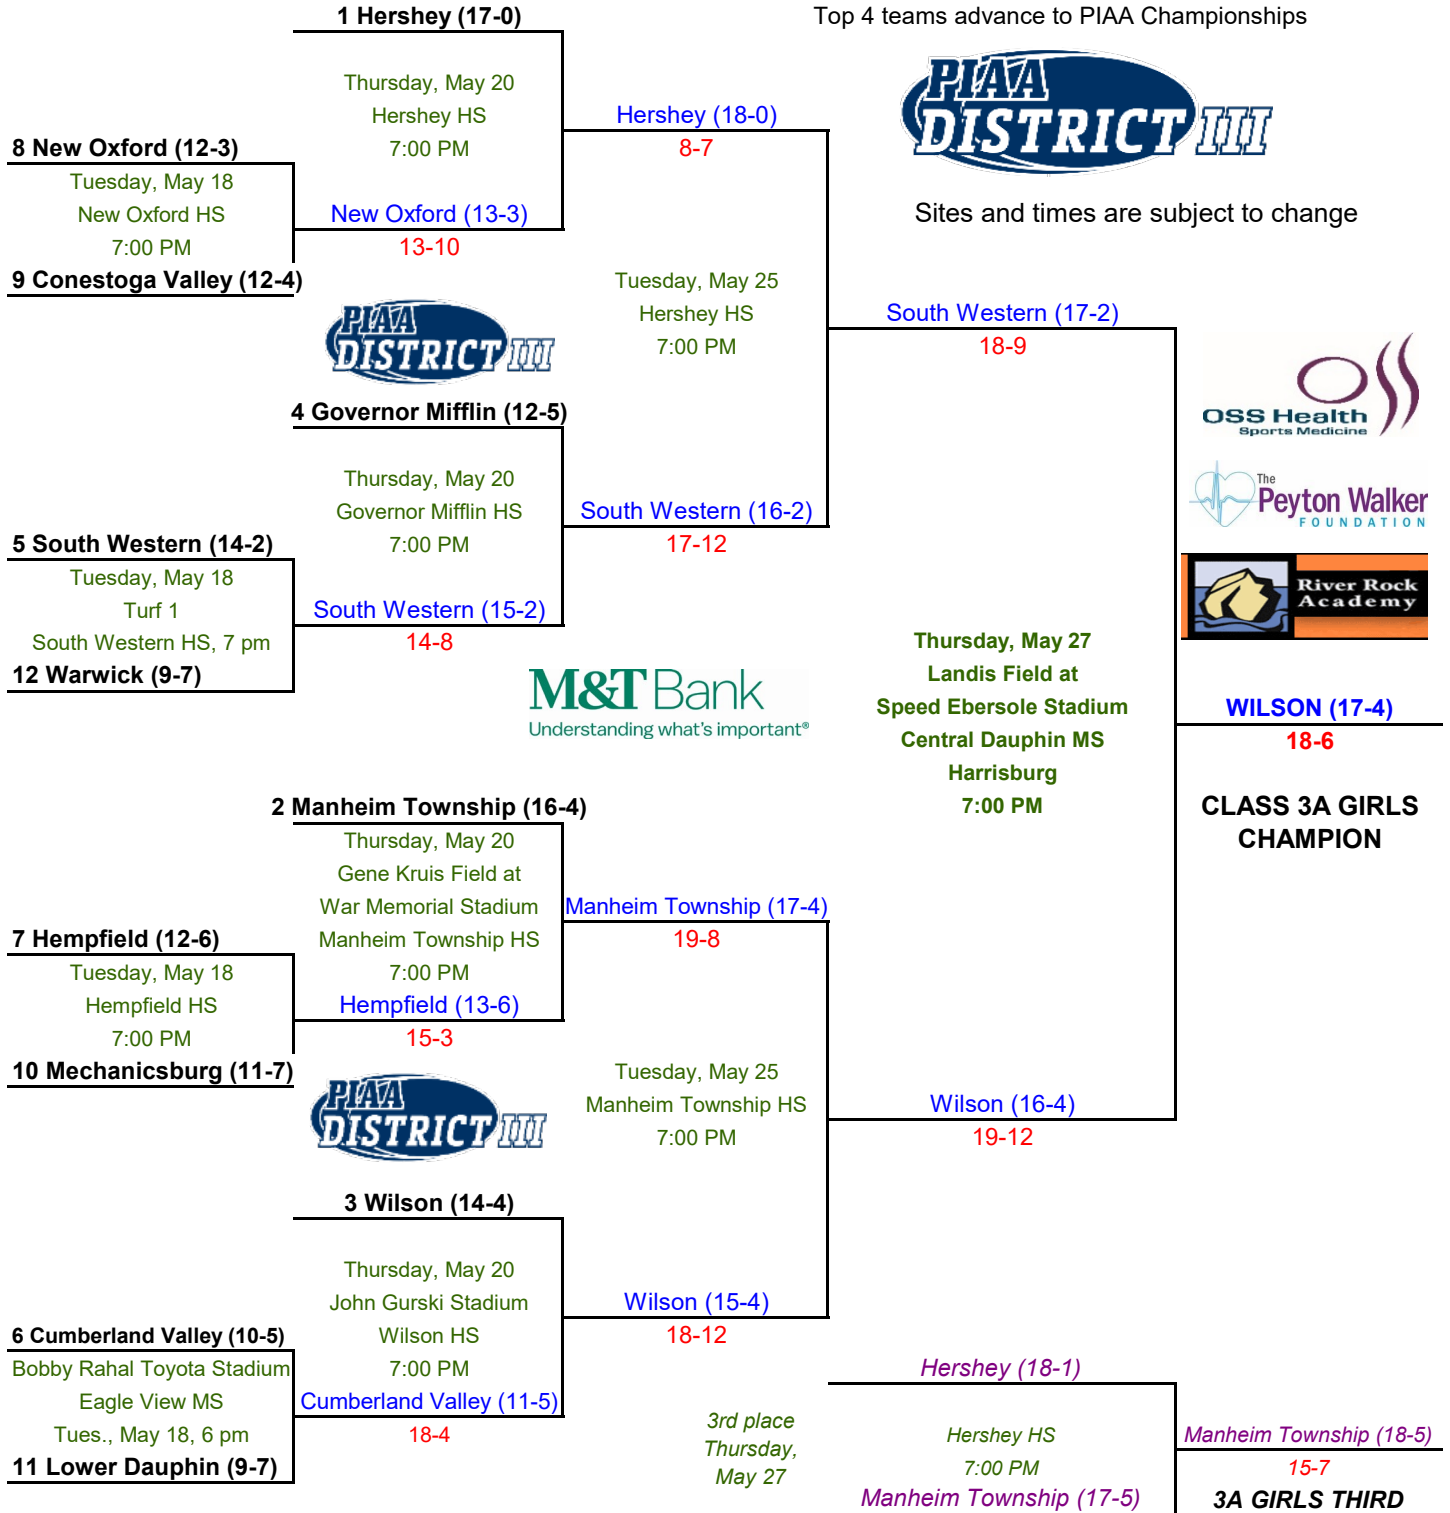 1 Hershey (17-0)
Top 4 teams advance to PIAA Championships
PIAA
DISTRICT III
Sites and times are subject to change
Thursday, May 20
Hershey HS
7:00 PM
Hershey (18-0)
8-7
8 New Oxford (12-3)
Tuesday, May 18
New Oxford HS
7:00 PM
New Oxford (13-3)
13-10
9 Conestoga Valley (12-4)
Tuesday, May 25
Hershey HS
7:00 PM
South Western (17-2)
18-9
PIAA
DISTRICT III
OSS Health
Sports Medicine
4 Governor Mifflin (12-5)
Thursday, May 20
Governor Mifflin HS
7:00 PM
South Western (16-2)
17-12
The
Peyton Walker
FOUNDATION
5 South Western (14-2)
Tuesday, May 18
Turf 1
South Western HS, 7 pm
South Western (15-2)
14-8
12 Warwick (9-7)
River Rock
Academy
M&T Bank
Understanding what's important®
Thursday, May 27
Landis Field at
Speed Ebersole Stadium
Central Dauphin MS
Harrisburg
7:00 PM
WILSON (17-4)
18-6
CLASS 3A GIRLS
CHAMPION
2 Manheim Township (16-4)
Thursday, May 20
Gene Kruis Field at
War Memorial Stadium
Manheim Township HS
7:00 PM
Manheim Township (17-4)
19-8
7 Hempfield (12-6)
Tuesday, May 18
Hempfield HS
7:00 PM
Hempfield (13-6)
15-3
10 Mechanicsburg (11-7)
PIAA
DISTRICT III
Tuesday, May 25
Manheim Township HS
7:00 PM
Wilson (16-4)
19-12
3 Wilson (14-4)
Thursday, May 20
John Gurski Stadium
Wilson HS
7:00 PM
Wilson (15-4)
18-12
6 Cumberland Valley (10-5)
Bobby Rahal Toyota Stadium
Eagle View MS
Tues., May 18, 6 pm
Cumberland Valley (11-5)
18-4
11 Lower Dauphin (9-7)
3rd place
Thursday,
May 27
Hershey (18-1)
Hershey HS
7:00 PM
Manheim Township (17-5)
Manheim Township (18-5)
15-7
3A GIRLS THIRD